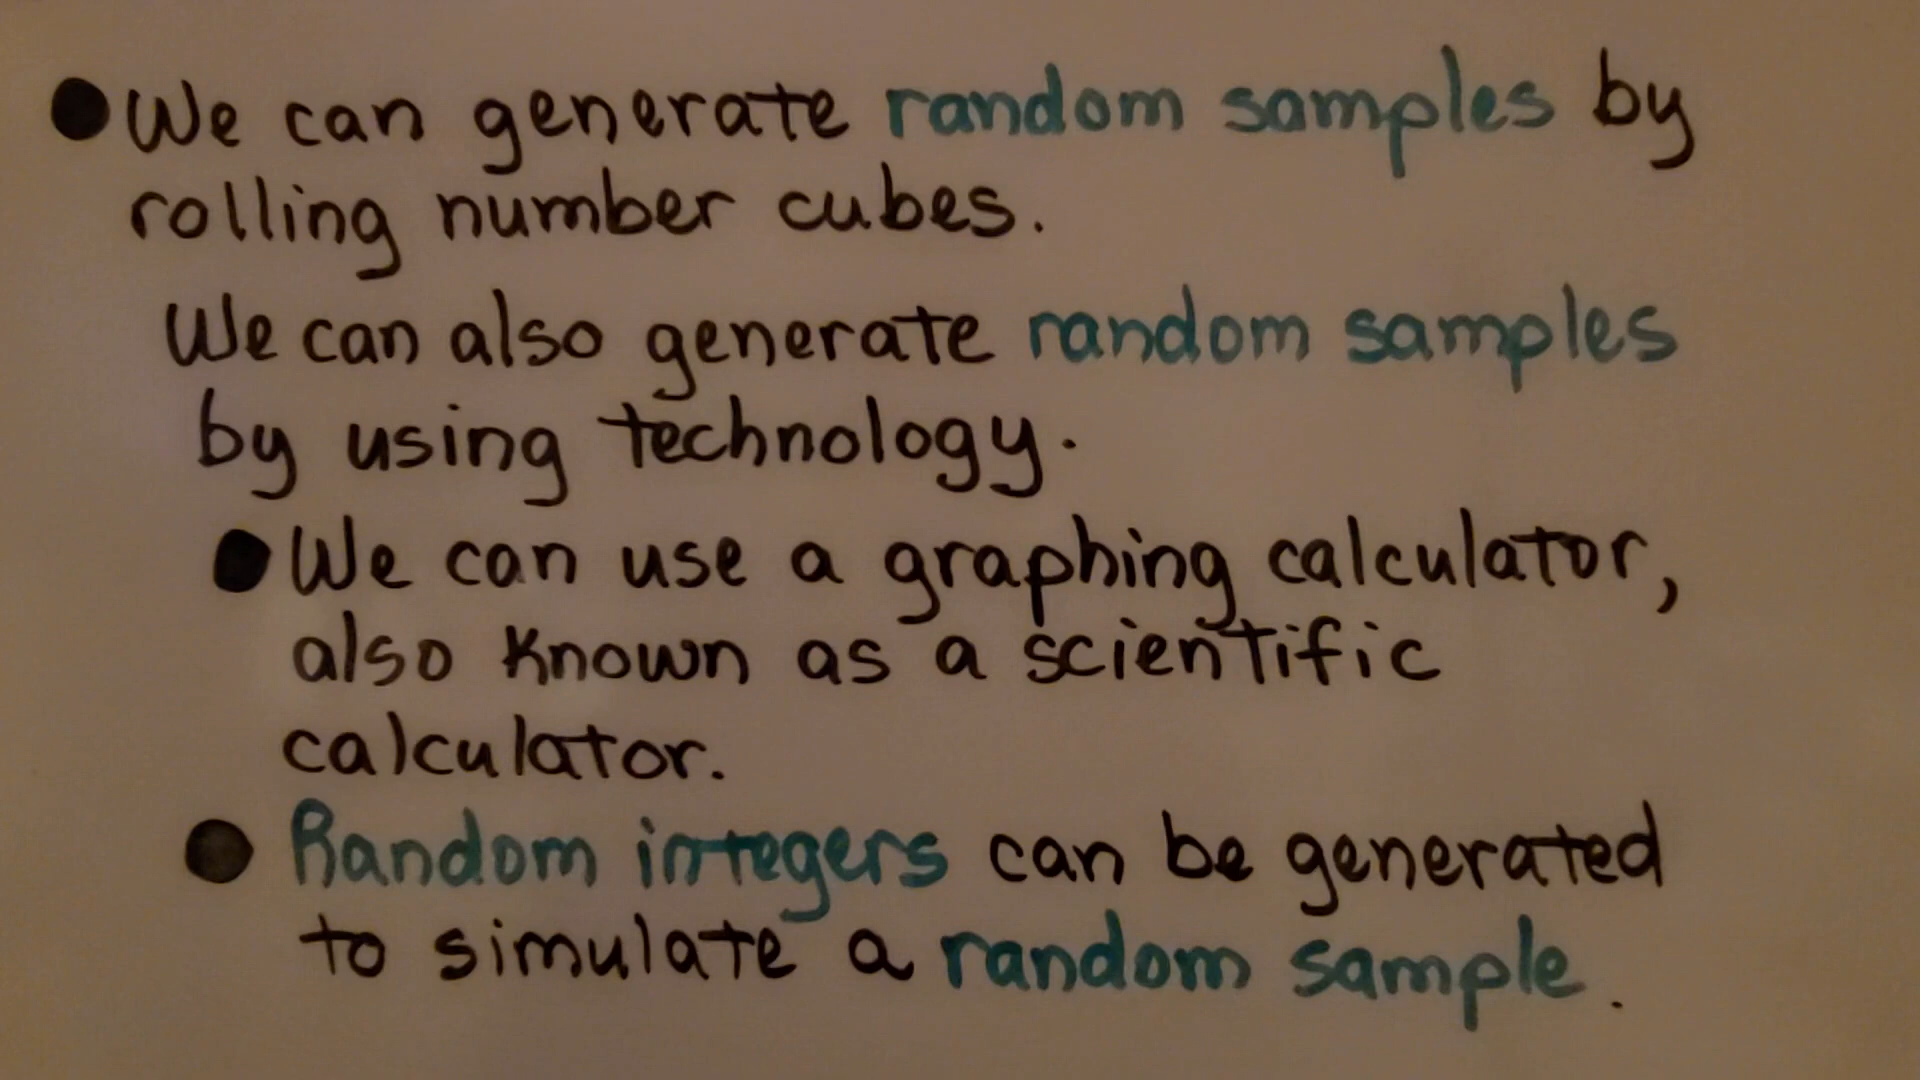 ● We can generate random samples by
rolling number cubes.
We can also generate random samples
by using technology.
● We can use a graphing calculator,
also known as a scientific
calculator.
● Random integers can be generated
to simulate a random sample.